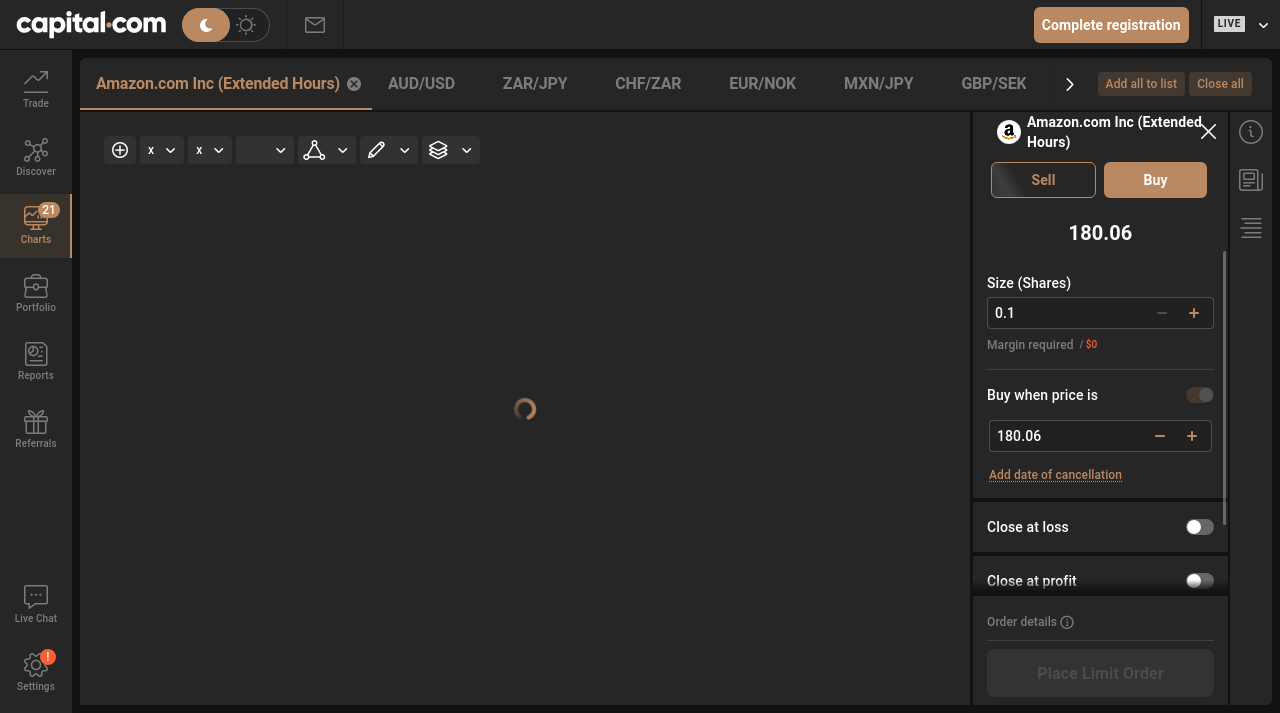 capital.com
Complete registration
LIVE
Trade
Discover
21
Charts
Portfolio
Reports
Referrals
Live Chat
!
Settings
Amazon.com Inc (Extended Hours)
AUD/USD
ZAR/JPY
CHF/ZAR
EUR/NOK
MXN/JPY
GBP/SEK
Add all to list
Close all
x
x
a
Amazon.com Inc (Extended
Hours)
Sell
Buy
180.06
Size (Shares)
0.1
Margin required / $0
Buy when price is
180.06
Add date of cancellation
Close at loss
Close at profit
Order details
Place Limit Order